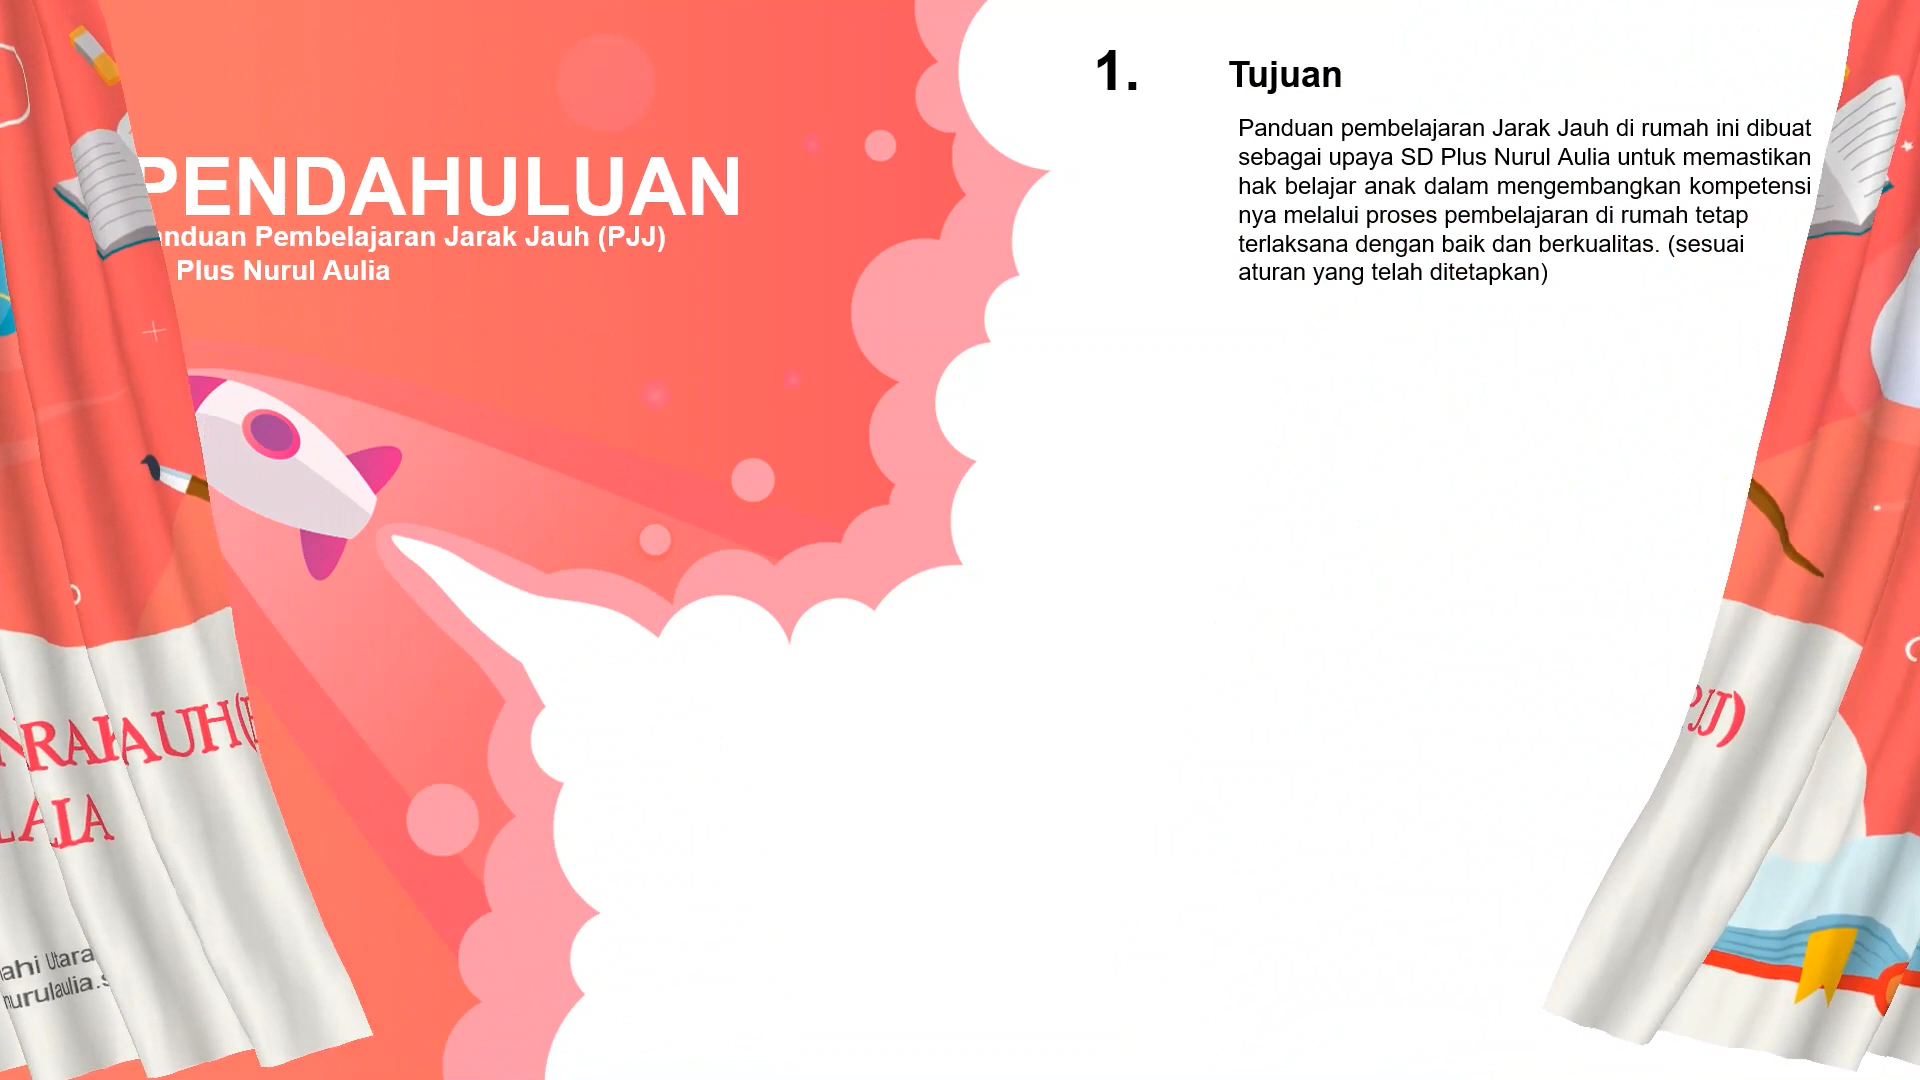 PENDAHULUAN
Pembelajaran Jarak Jauh (PJJ)
Plus Nurul Aulia
1.
Tujuan
Panduan pembelajaran Jarak Jauh di rumah ini dibuat
sebagai upaya SD Plus Nurul Aulia untuk memastikan
hak belajar anak dalam mengembangkan kompetensi
nya melalui proses pembelajaran di rumah tetap
terlaksana dengan baik dan berkualitas. (sesuai
aturan yang telah ditetapkan)
Utara